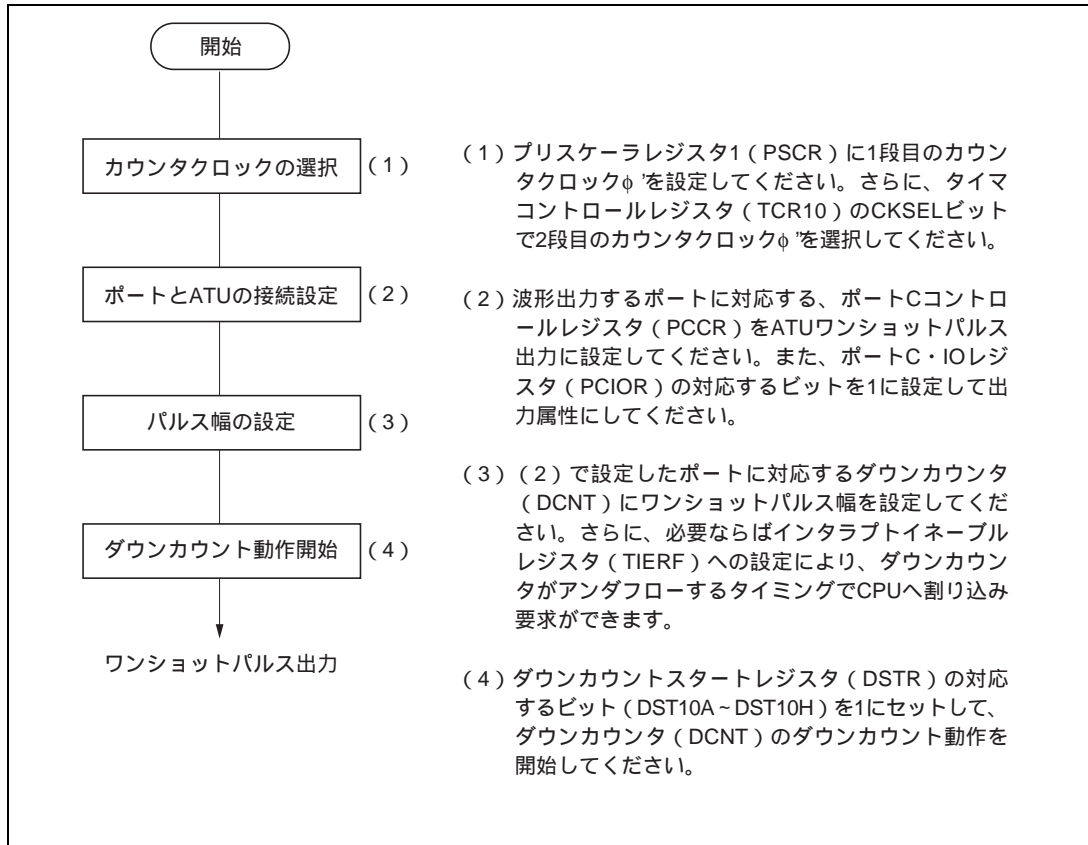 開始
カウンタクロックの選択 (1)
ポートとATUの接続設定 (2)
パルス幅の設定 (3)
ダウンカウント動作開始 (4)
ワンショットパルス出力
(1)プリスケーラレジスタ1(PSCR)に1段目のカウン
タクロックφ'を設定してください。さらに、タイマ
コントロールレジスタ(TCR10)のCKSELビット
で2段目のカウンタクロックφ"を選択してください。
(2)波形出力するポートに対応する、ポートCコントロ
ールレジスタ(PCCR)をATUワンショットパルス
出力に設定してください。また、ポートC・IOレジ
スタ(PCIOR)の対応するビットを1に設定して出
力属性にしてください。
(3)(2)で設定したポートに対応するダウンカウンタ
(DCNT)にワンショットパルス幅を設定してくだ
さい。さらに、必要ならばインタラプトイネーブル
レジスタ(TIERF)への設定により、ダウンカウン
タがアンダフローするタイミングでCPUへ割り込み
要求ができます。
(4)ダウンカウントスタートレジスタ(DSTR)の対応
するビット(DST10A~DST10H)を1にセットして、
ダウンカウンタ(DCNT)のダウンカウント動作を
開始してください。